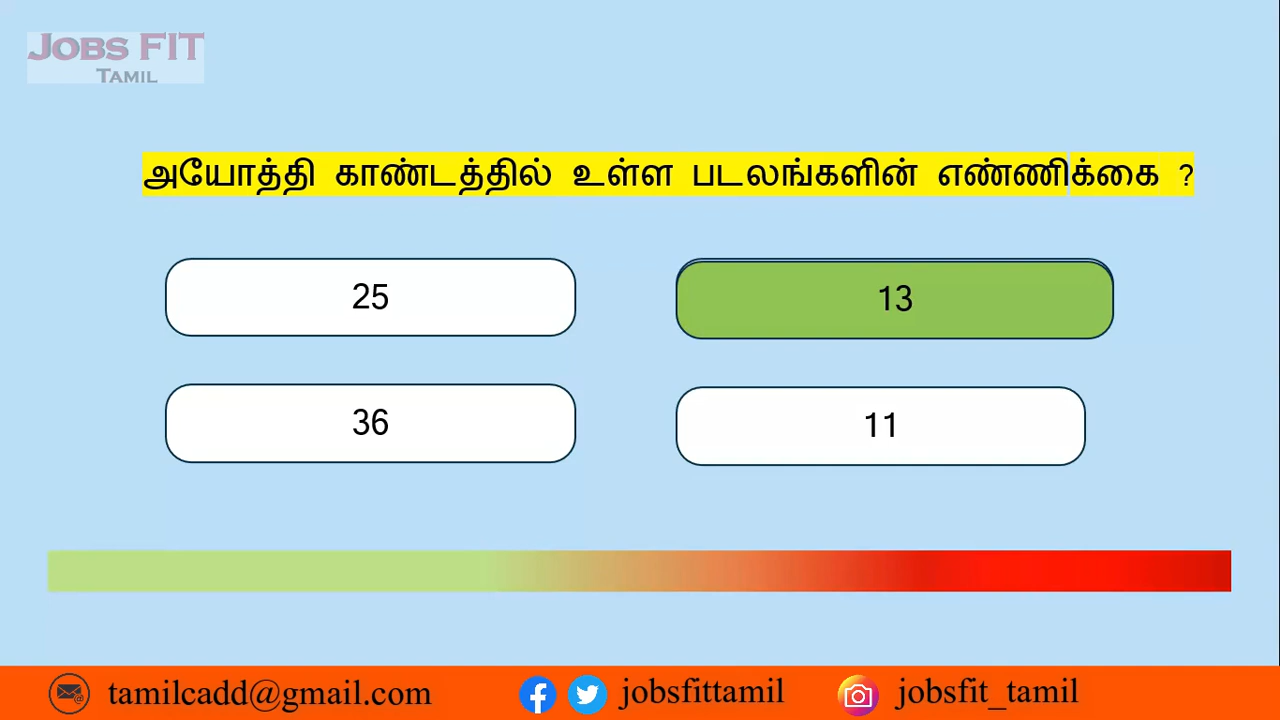 JOBS FIT
TAMIL
அயோத்தி காண்டத்தில் உள்ள படலங்களின் எண்ணிக்கை ?
25
13
36
11
tamilcadd@gmail.com
jobsfittamil
jobsfit_tamil